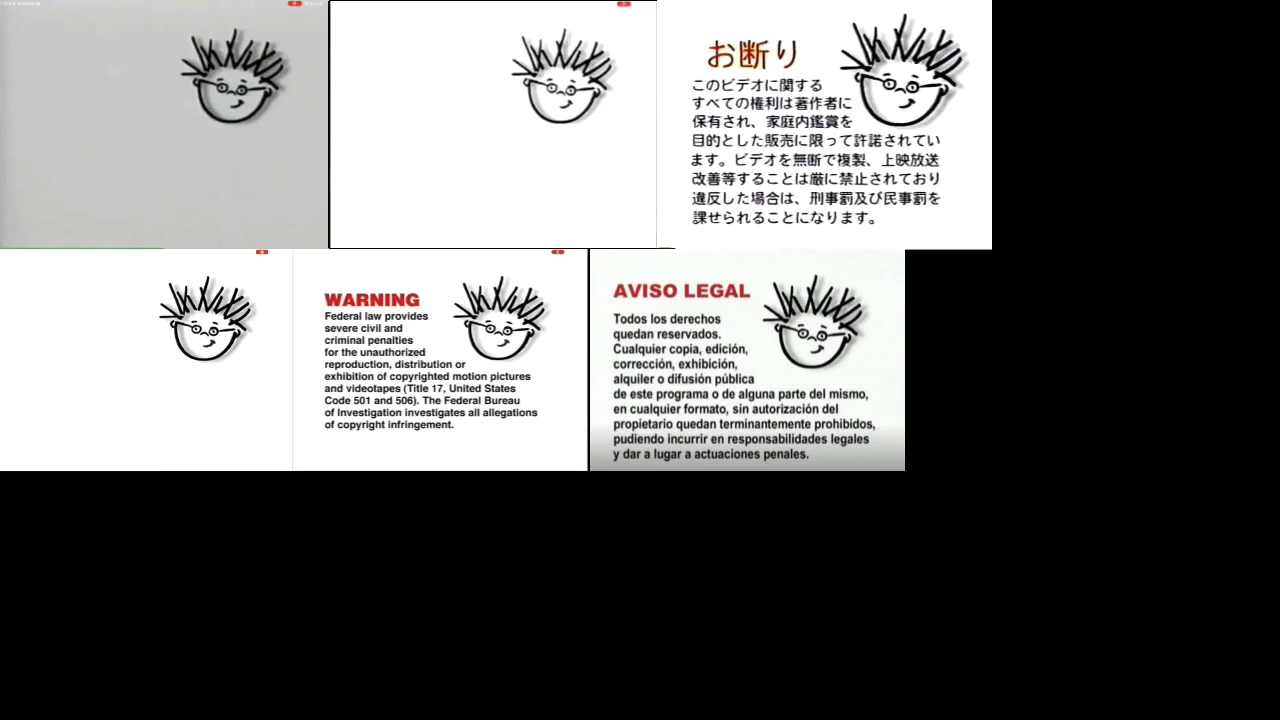 お断り
このビデオに関する
すべての権利は著作者に
保有され、家庭内鑑賞を
目的とした販売に限って許諾されてい
ます。ビデオを無断で複製、上映放送
改善等することは厳に禁止されており
違反した場合は、刑事罰及び民事罰を
課せられることになります。
WARNING
Federal law provides
severe civil and
criminal penalties
for the unauthorized
reproduction, distribution or
exhibition of copyrighted motion pictures
and videotapes (Title 17, United States
Code 501 and 506). The Federal Bureau
of Investigation investigates all allegations
of copyright infringement.
AVISO LEGAL
Todos los derechos
quedan reservados.
Cualquier copia, edición,
corrección, exhibición,
alquiler o difusión pública
de este programa o de alguna parte del mismo,
en cualquier formato, sin autorización del
propietario quedan terminantemente prohibidos,
pudiendo incurrir en responsabilidades legales
y dar a lugar a actuaciones penales.